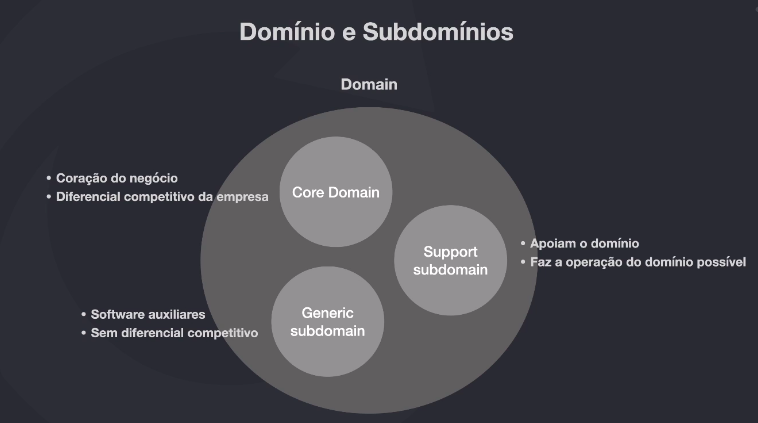 Domínio e Subdomínios
Domain
• Coração do negócio
• Diferencial competitivo da empresa
Core Domain
Support
subdomain
• Apoiam o domínio
• Faz a operação do domínio possível
Generic
subdomain
• Software auxiliares
• Sem diferencial competitivo